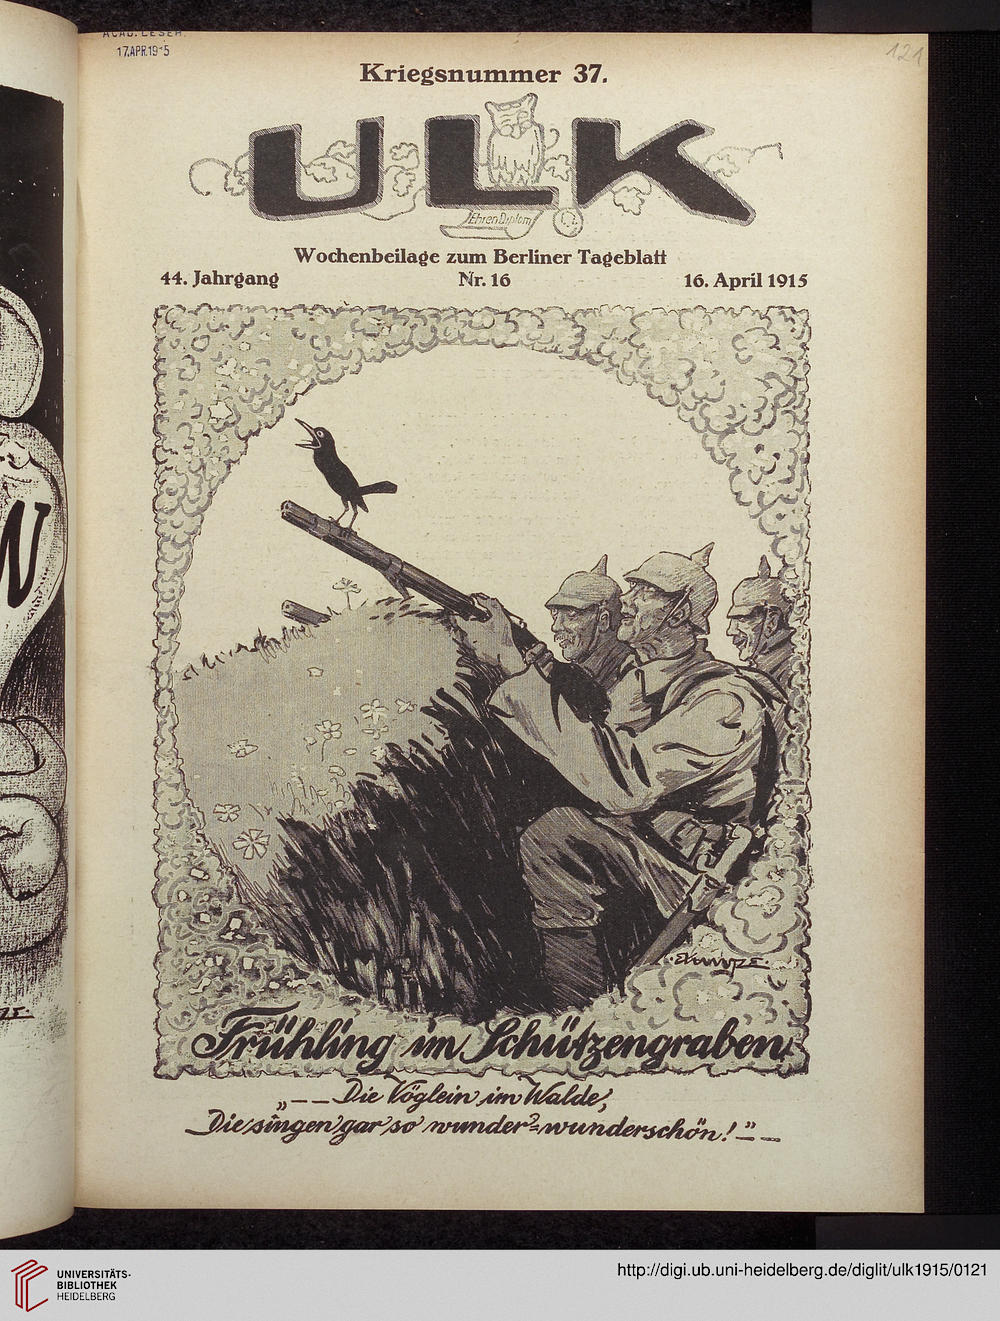 ACAD. LESEH.
17.APR.19 5
121
Kriegsnummer 37.
ULK
EhrenDiplom
Wochenbeilage zum Berliner Tageblatt
44. Jahrgang Nr. 16 16. April 1915
Frühling im Schützengraben
„– – Die Vöglein im Walde,
Die singen gar so wunder-wunderschön!" – –
UNIVERSITÄTS-
BIBLIOTHEK
HEIDELBERG
http://digi.ub.uni-heidelberg.de/diglit/ulk1915/0121